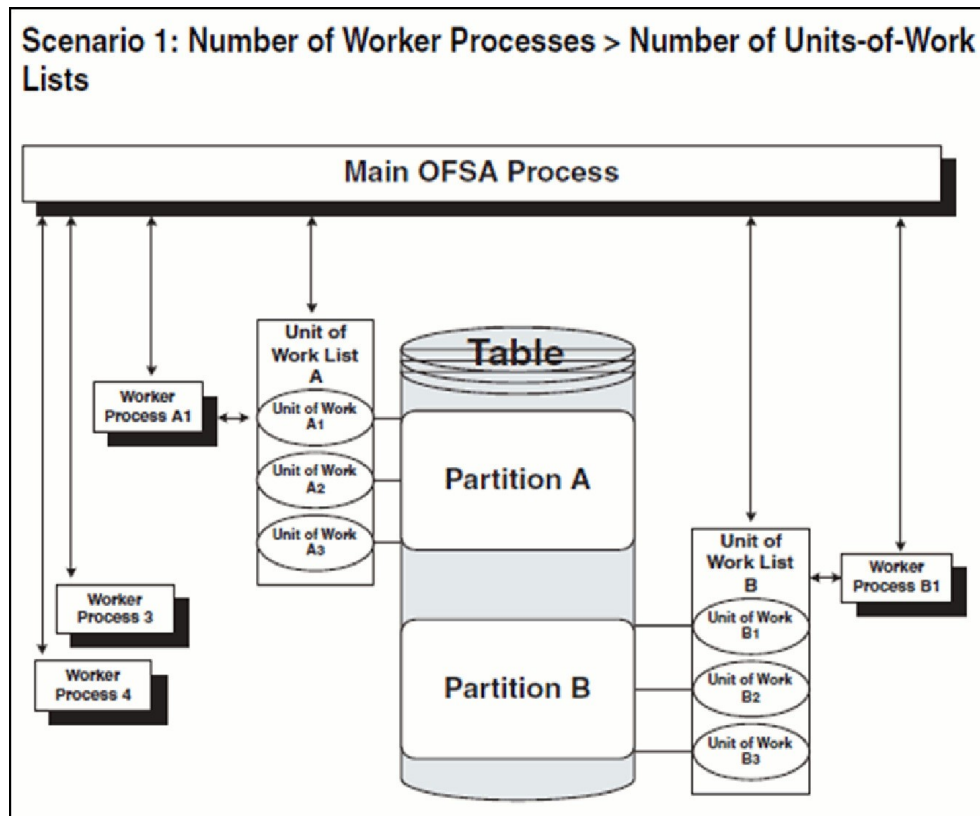 Scenario 1: Number of Worker Processes > Number of Units-of-Work
Lists
Main OFSA Process
Unit of
Work List
A
Table
Worker
Process A1
Unit of Work
A1
Unit of Work
A2
Unit of Work
A3
Partition A
Unit of
Work List
B
Worker
Process B1
Worker
Process 3
Worker
Process 4
Partition B
Unit of Work
B1
Unit of Work
B2
Unit of Work
B3